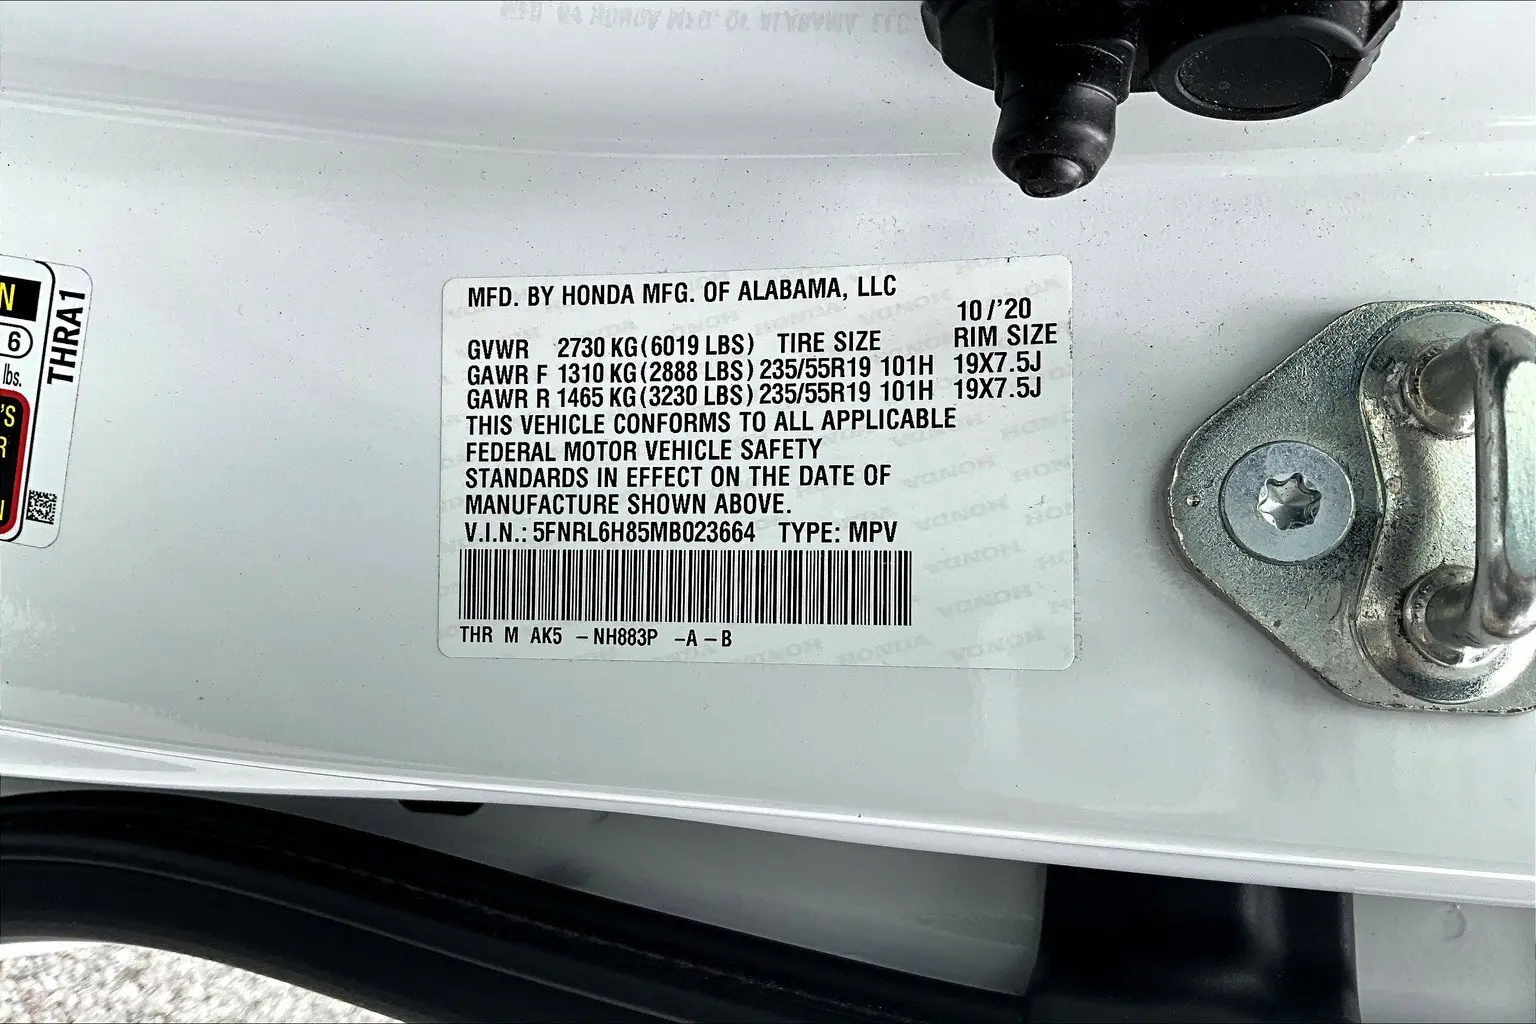 MFD. BY HONDA MFG. OF ALABAMA, LLC
10/'20
GVWR 2730 KG(6019 LBS) TIRE SIZE RIM SIZE
GAWR F 1310 KG(2888 LBS) 235/55R19 101H 19X7.5J
GAWR R 1465 KG(3230 LBS) 235/55R19 101H 19X7.5J
THIS VEHICLE CONFORMS TO ALL APPLICABLE
FEDERAL MOTOR VEHICLE SAFETY
STANDARDS IN EFFECT ON THE DATE OF
MANUFACTURE SHOWN ABOVE.
V.I.N.: 5FNRL6H85MB023664 TYPE: MPV
THR M AK5 -NH883P -A-B
N
6
lbs.
'S
R
N
THRA1